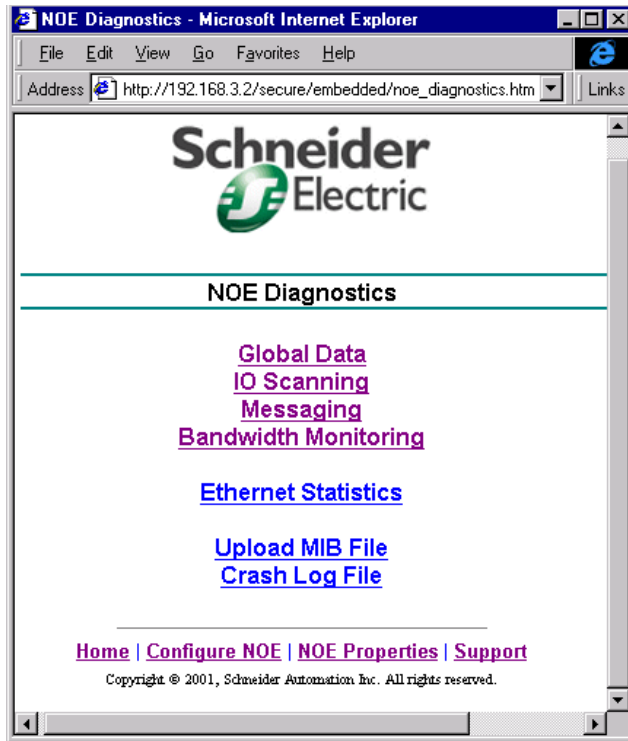 NOE Diagnostics - Microsoft Internet Explorer
File Edit View Go Favorites Help
Address http://192.168.3.2/secure/embedded/noe_diagnostics.htm Links
Schneider
Electric
NOE Diagnostics
Global Data
IO Scanning
Messaging
Bandwidth Monitoring
Ethernet Statistics
Upload MIB File
Crash Log File
Home | Configure NOE | NOE Properties | Support
Copyright © 2001, Schneider Automation Inc. All rights reserved.